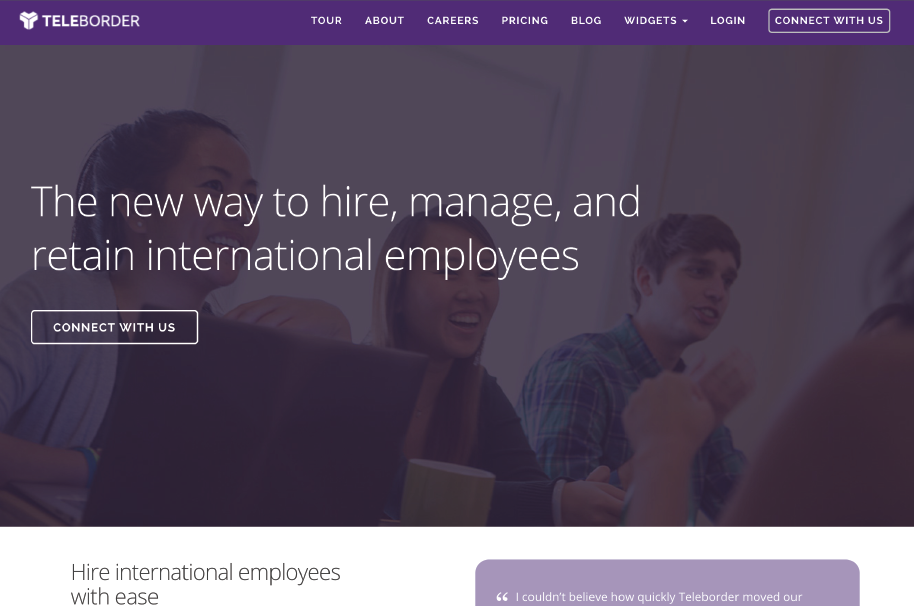 TELEBORDER
TOUR ABOUT CAREERS PRICING BLOG WIDGETS LOGIN CONNECT WITH US
The new way to hire, manage, and
retain international employees
CONNECT WITH US
Hire international employees
with ease
“ I couldn't believe how quickly Teleborder moved our